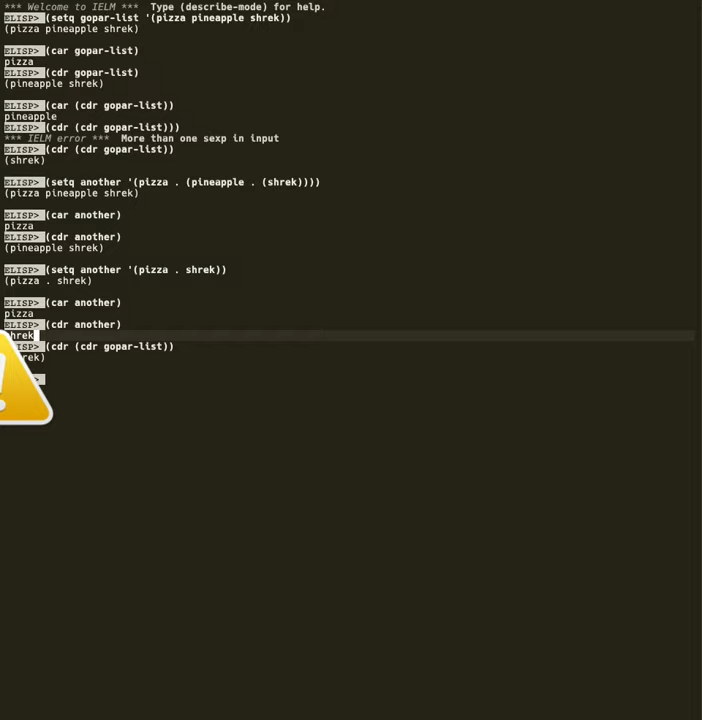 *** Welcome to IELM ***  Type (describe-mode) for help.
ELISP> (setq gopar-list '(pizza pineapple shrek))
(pizza pineapple shrek)
ELISP> (car gopar-list)
pizza
ELISP> (cdr gopar-list)
(pineapple shrek)
ELISP> (car (cdr gopar-list))
pineapple
ELISP> (cdr (cdr gopar-list)))
*** IELM error ***  More than one sexp in input
ELISP> (cdr (cdr gopar-list))
(shrek)
ELISP> (setq another '(pizza . (pineapple . (shrek))))
(pizza pineapple shrek)
ELISP> (car another)
pizza
ELISP> (cdr another)
(pineapple shrek)
ELISP> (setq another '(pizza . shrek))
(pizza . shrek)
ELISP> (car another)
pizza
ELISP> (cdr another)
hrek
ISP> (cdr (cdr gopar-list))
rek)
>